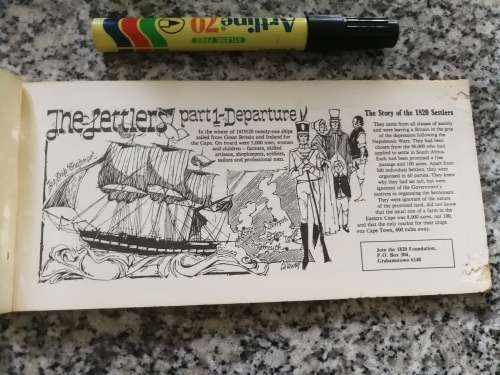 Artline 70
The Settlers part 1-Departure
In the winter of 1819/20 twenty-one ships
sailed from Great Britain and Ireland for
the Cape. On board were 5,000 men, women
and children - farmers, skilled
artisans, shopkeepers, soldiers,
sailors and professional men.
The Story of the 1820 Settlers
They came from all classes of society
and were leaving a Britain in the grip
of the depression following the
Napoleonic Wars. They had been
chosen from the 90,000 who had
applied to settle in South Africa.
Each had been promised a free
passage and 100 acres. Apart from
500 individual settlers, they were
organised in 60 parties. They knew
why they had set out, but were
ignorant of the Government's
motives in organising the Settlement.
They were ignorant of the nature
of the promised land, did not know
that the usual size of a farm in the
Eastern Cape was 6,000 acres, not 100,
and that the only market for their crops
was Cape Town, 600 miles away.
Join the 1820 Foundation,
P.O. Box 304,
Grahamstown 6140